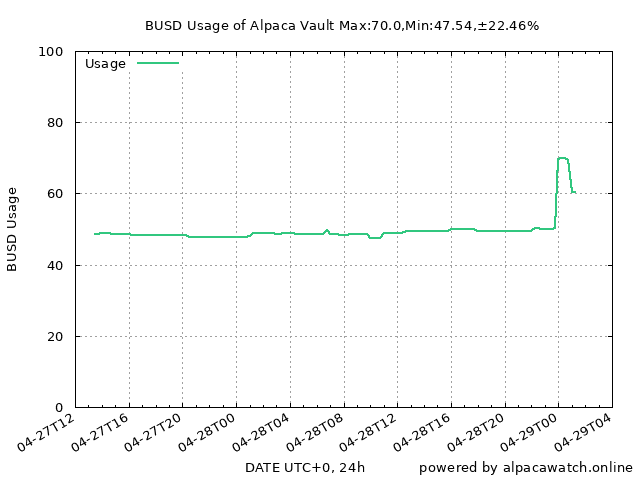 BUSD Usage of Alpaca Vault Max:70.0,Min:47.54,±22.46%
Usage
100
80
60
40
20
0
BUSD Usage
04-27T12
04-27T16
04-27T20
04-28T00
04-28T04
04-28T08
04-28T12
04-28T16
04-28T20
04-29T00
04-29T04
DATE UTC+0, 24h
powered by alpacawatch.online